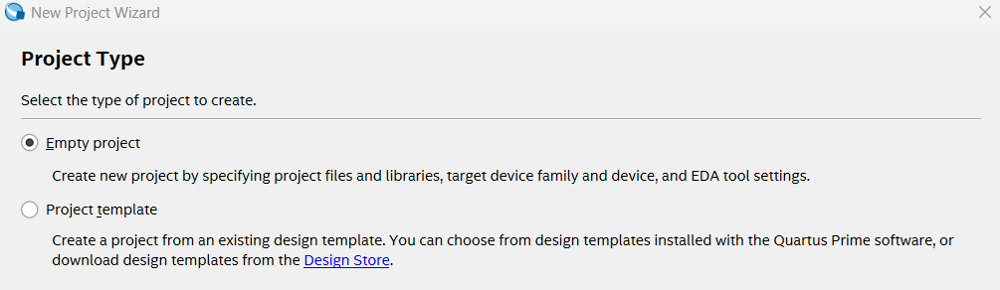 New Project Wizard
Project Type
Select the type of project to create.
Empty project
Create new project by specifying project files and libraries, target device family and device, and EDA tool settings.
Project template
Create a project from an existing design template. You can choose from design templates installed with the Quartus Prime software, or
download design templates from the Design Store.